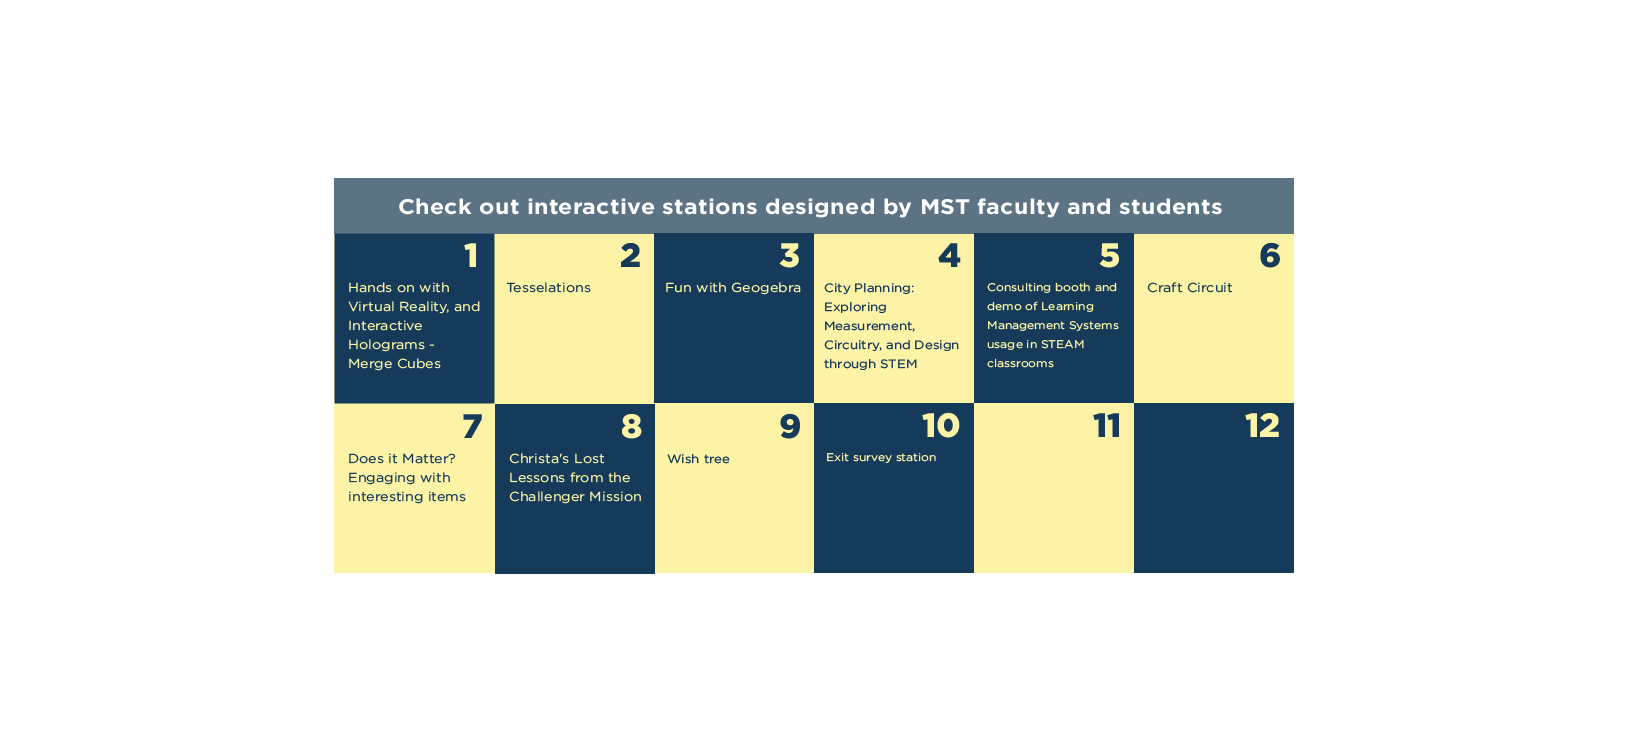 Check out interactive stations designed by MST faculty and students
1
Hands on with
Virtual Reality, and
Interactive
Holograms -
Merge Cubes
2
Tesselations
3
Fun with Geogebra
4
City Planning:
Exploring
Measurement,
Circuitry, and Design
through STEM
5
Consulting booth and
demo of Learning
Management Systems
usage in STEAM
classrooms
6
Craft Circuit
7
Does it Matter?
Engaging with
interesting items
8
Christa's Lost
Lessons from the
Challenger Mission
9
Wish tree
10
Exit survey station
11
12